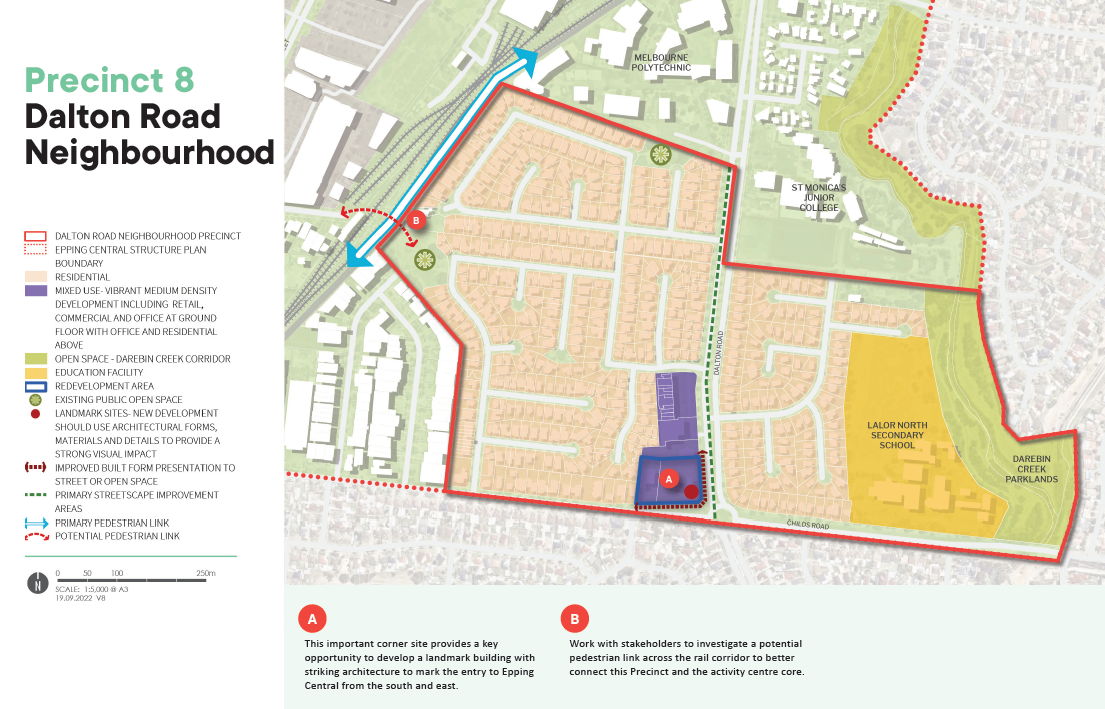 Precinct 8
Dalton Road
Neighbourhood
DALTON ROAD NEIGHBOURHOOD PRECINCT
EPPING CENTRAL STRUCTURE PLAN
BOUNDARY
RESIDENTIAL
MIXED USE- VIBRANT MEDIUM DENSITY
DEVELOPMENT INCLUDING RETAIL,
COMMERCIAL AND OFFICE AT GROUND
FLOOR WITH OFFICE AND RESIDENTIAL
ABOVE
OPEN SPACE - DAREBIN CREEK CORRIDOR
EDUCATION FACILITY
REDEVELOPMENT AREA
EXISTING PUBLIC OPEN SPACE
LANDMARK SITES- NEW DEVELOPMENT
SHOULD USE ARCHITECTURAL FORMS,
MATERIALS AND DETAILS TO PROVIDE A
STRONG VISUAL IMPACT
IMPROVED BUILT FORM PRESENTATION TO
STREET OR OPEN SPACE
PRIMARY STREETSCAPE IMPROVEMENT
AREAS
PRIMARY PEDESTRIAN LINK
POTENTIAL PEDESTRIAN LINK
N
0 50 100 250m
SCALE: 1:5,000 @ A3
19.09.2022 V8
MELBOURNE
POLYTECHNIC
ST MONICA'S
JUNIOR
COLLEGE
B
DALTON ROAD
LALOR NORTH
SECONDARY
SCHOOL
DAREBIN
CREEK
PARKLANDS
A
CHILDS ROAD
A
This important corner site provides a key
opportunity to develop a landmark building with
striking architecture to mark the entry to Epping
Central from the south and east.
B
Work with stakeholders to investigate a potential
pedestrian link across the rail corridor to better
connect this Precinct and the activity centre core.